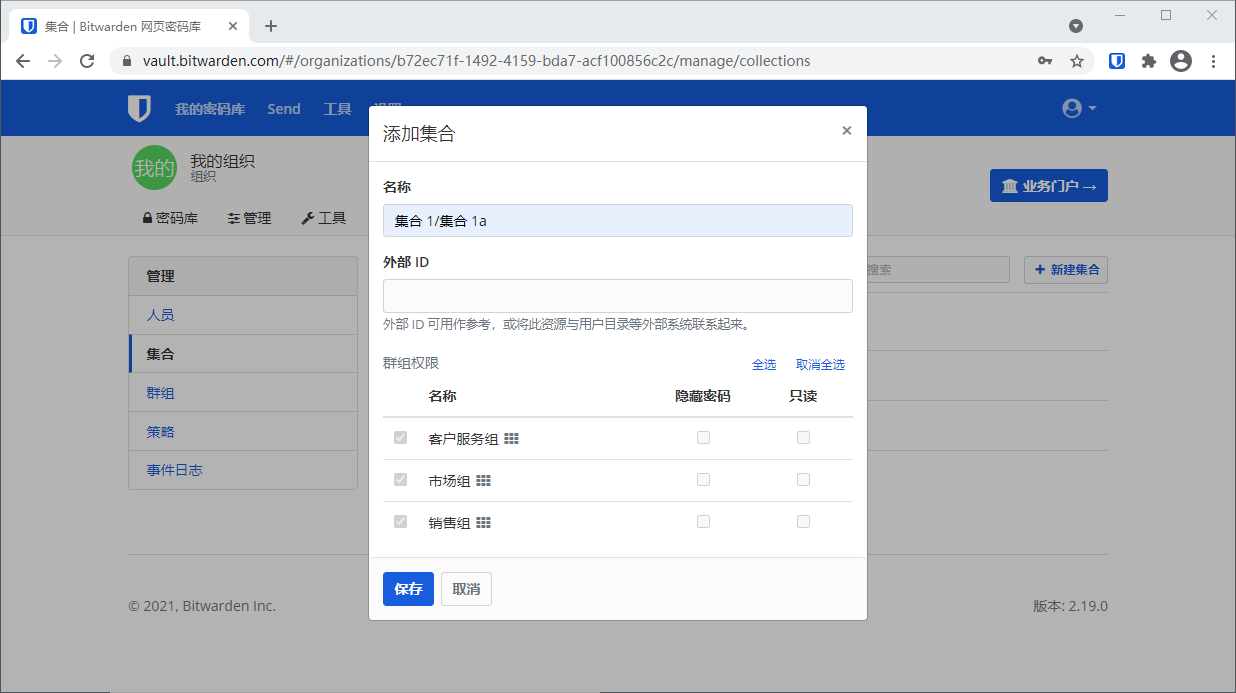 集合 | Bitwarden 网页密码库
vault.bitwarden.com/#/organizations/b72ec71f-1492-4159-bda7-acf100856c2c/manage/collections
我的密码库 Send 工具
我的 我的组织
组织
业务门户 →
密码库 管理 工具
管理
人员
集合
群组
策略
事件日志
搜索
新建集合
添加集合 ×
名称
集合 1/集合 1a
外部 ID
外部 ID 可用作参考，或将此资源与用户目录等外部系统联系起来。
群组权限 全选 取消全选
名称 隐藏密码 只读
客户服务组
市场组
销售组
保存 取消
© 2021, Bitwarden Inc. 版本: 2.19.0